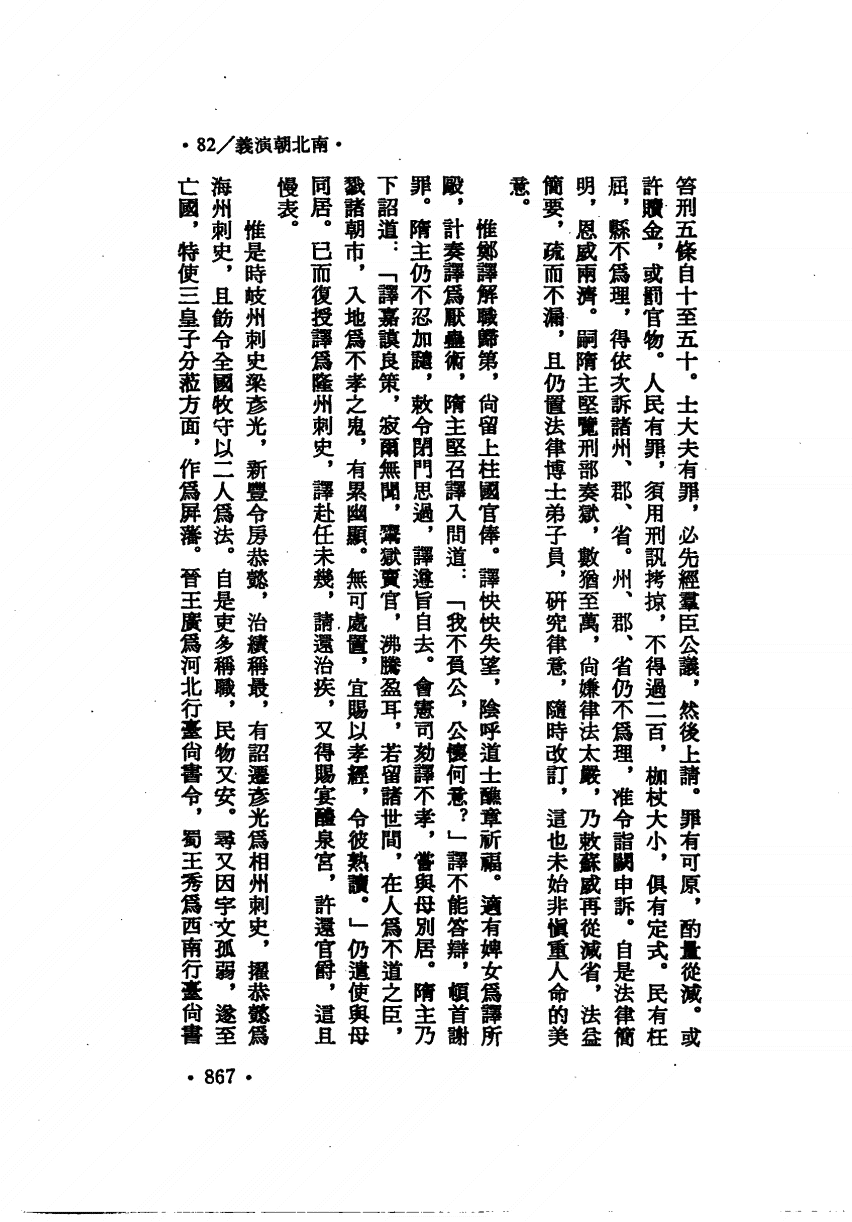 •82／義演朝北南•
笞刑五條自十至五十。士大夫有罪，必先經羣臣公議，然後上請。罪有可原，酌量從減。或
許贖金，或罰官物。人民有罪，須用刑訊拷掠，不得過二百，枷杖大小，俱有定式。民有枉
屈，縣不爲理，得依次訴諸州、郡、省。州、郡、省仍不爲理，准令詣闕申訴。自是法律簡
明，恩威兩濟。嗣隋主堅覽刑部奏獄，數猶至萬，尙嫌律法太嚴，乃敕蘇威再從減省，法益
簡要，疏而不漏，且仍置法律博士弟子員，研究律意，隨時改訂，這也未始非愼重人命的美
意。
惟鄭譯解職歸第，尙留上柱國官俸。譯怏怏失望，陰呼道士醮章祈福。適有婢女爲譯所
毆，計奏譯爲厭蠱術，隋主堅召譯入問道：「我不負公，公懷何意？」譯不能答辯，頓首謝
罪。隋主仍不忍加譴，敕令閉門思過，譯遵旨自去。會憲司劾譯不孝，嘗與母別居。隋主乃
下詔道：「譯嘉謨良策，寂爾無聞，鬻獄賣官，沸騰盈耳，若留諸世間，在人爲不道之臣，
戮諸朝市，入地爲不孝之鬼，有累幽顯。無可處置，宜賜以孝經，令彼熟讀。」仍遣使與母
同居。已而復授譯爲隆州刺史，譯赴任未幾，請還治疾，又得賜宴醴泉宮，許還官爵，這且
慢表。
惟是時岐州刺史梁彥光，新豐令房恭懿，治績稱最，有詔遷彥光爲相州刺史，擢恭懿爲
海州刺史，且飭令全國牧守以二人爲法。自是吏多稱職，民物又安。尋又因宇文孤弱，遂至
亡國，特使三皇子分蒞方面，作爲屛藩。晉王廣爲河北行臺尙書令，蜀王秀爲西南行臺尙書
•867•